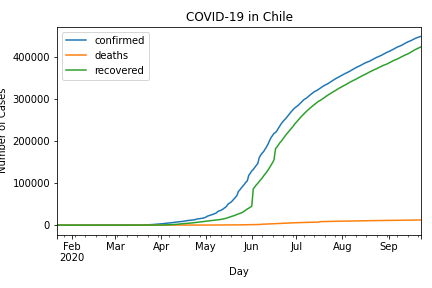 COVID-19 in Chile
confirmed
deaths
recovered
400000
300000
200000
100000
0
Number of Cases
Feb Mar Apr May Jun Jul Aug Sep
2020
Day